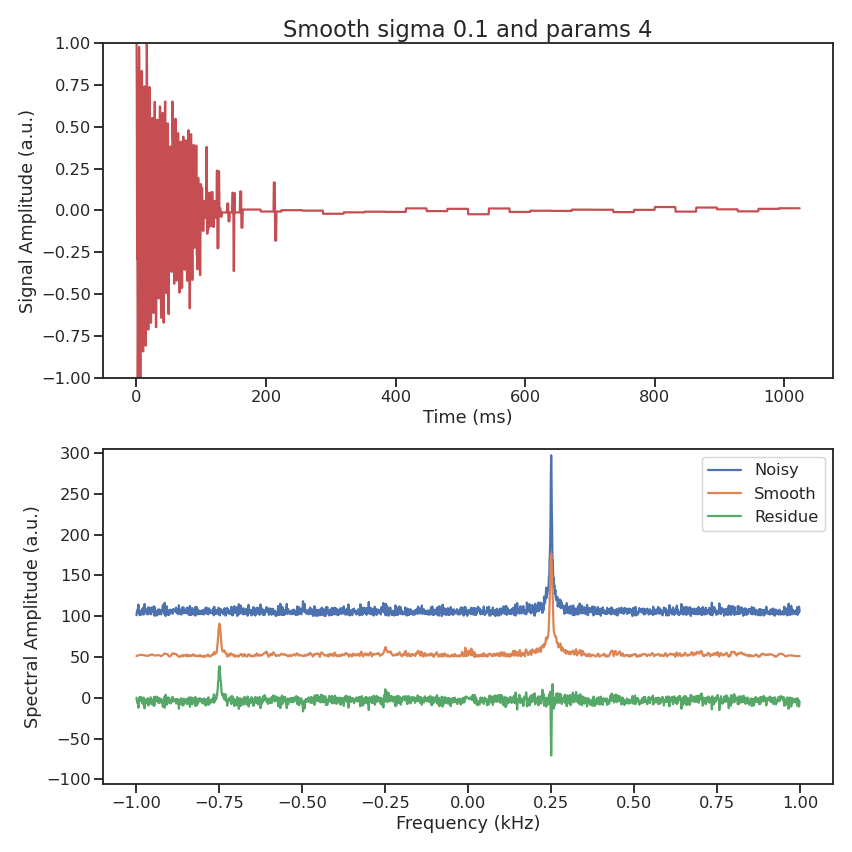 Smooth sigma 0.1 and params 4
1.00
0.75
0.50
0.25
0.00
−0.25
−0.50
−0.75
−1.00
Signal Amplitude (a.u.)
0 200 400 600 800 1000
Time (ms)
300
250
200
150
100
50
0
−50
−100
Spectral Amplitude (a.u.)
Noisy
Smooth
Residue
−1.00 −0.75 −0.50 −0.25 0.00 0.25 0.50 0.75 1.00
Frequency (kHz)